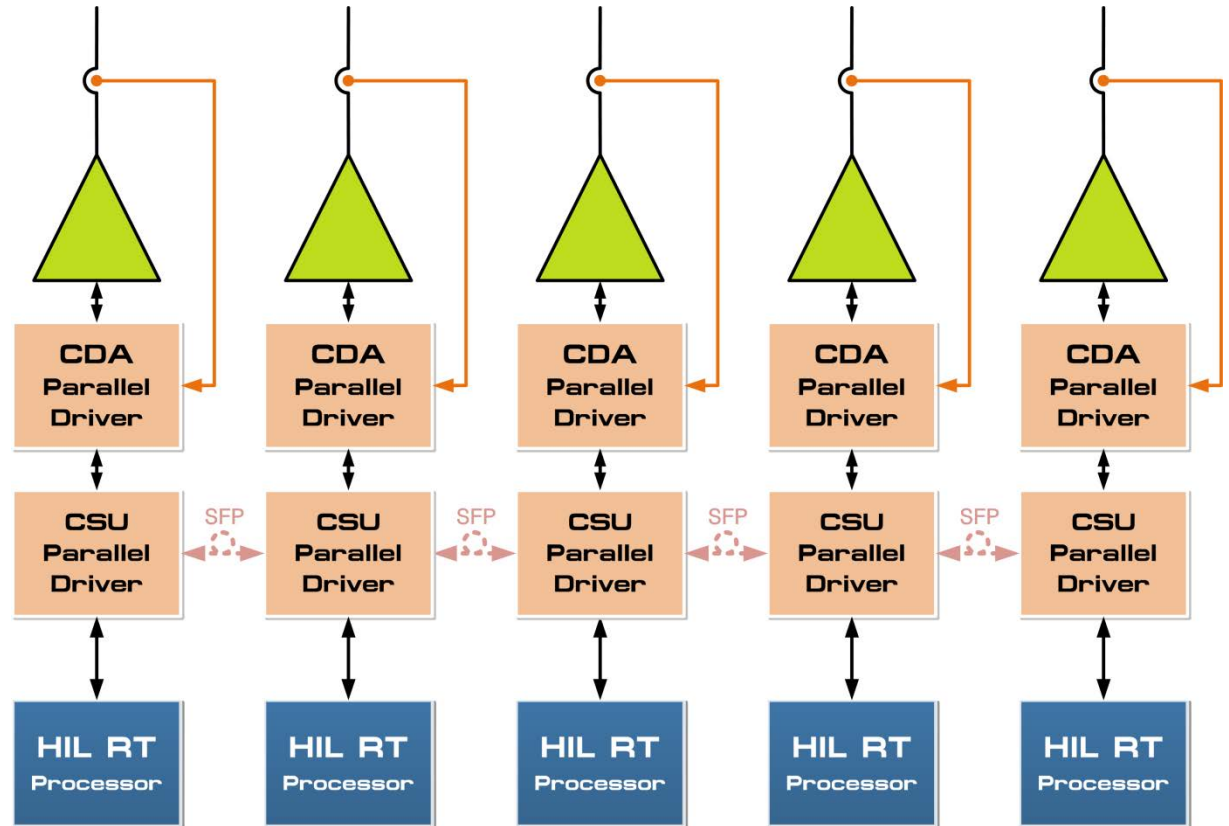 CDA
Parallel
Driver
CDA
Parallel
Driver
CDA
Parallel
Driver
CDA
Parallel
Driver
CDA
Parallel
Driver
CSU
Parallel
Driver
SFP
CSU
Parallel
Driver
SFP
CSU
Parallel
Driver
SFP
CSU
Parallel
Driver
SFP
CSU
Parallel
Driver
HIL RT
Processor
HIL RT
Processor
HIL RT
Processor
HIL RT
Processor
HIL RT
Processor